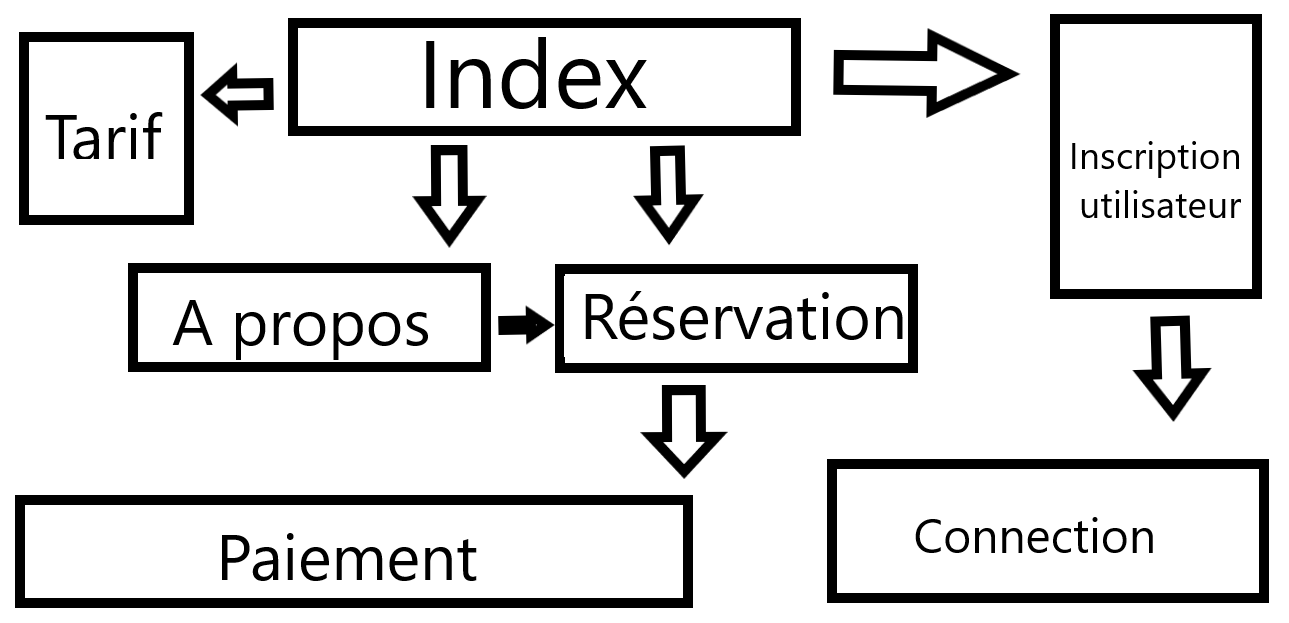 Index
Tarif
Inscription
utilisateur
A propos
Réservation
Paiement
Connection